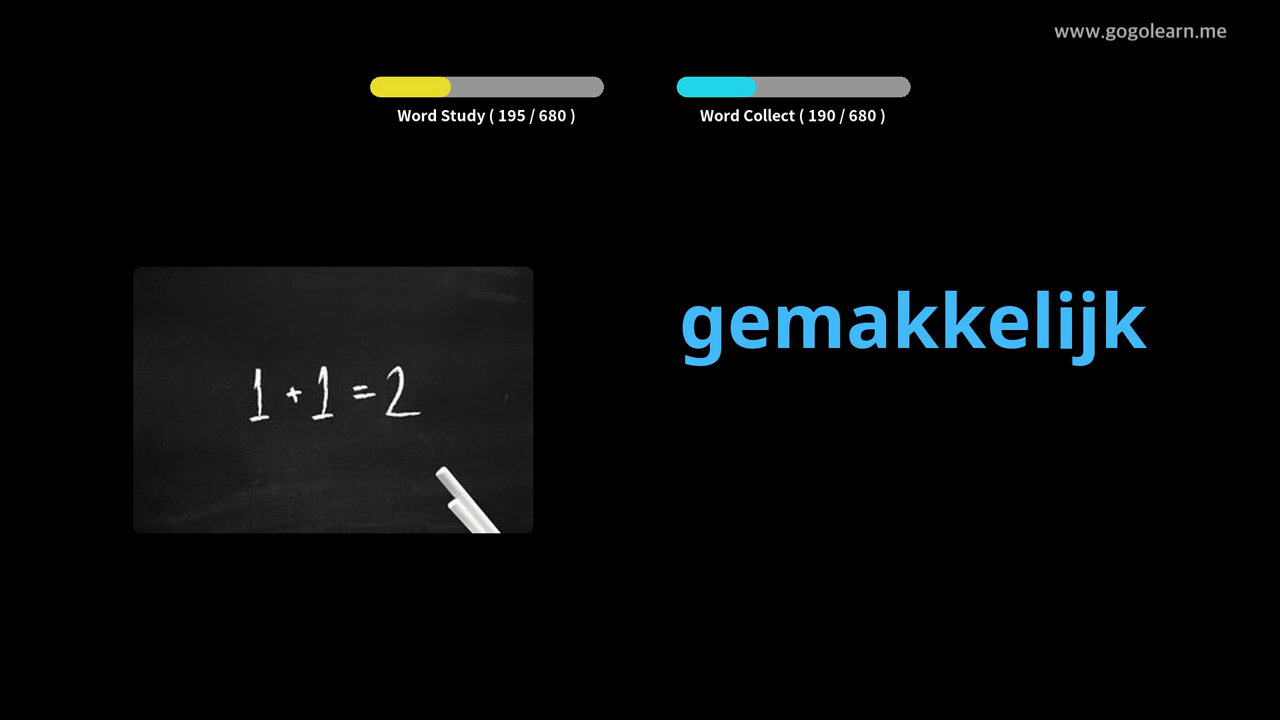 www.gogolearn.me
Word Study ( 195 / 680 )
Word Collect ( 190 / 680 )
gemakkelijk
1 + 1 = 2